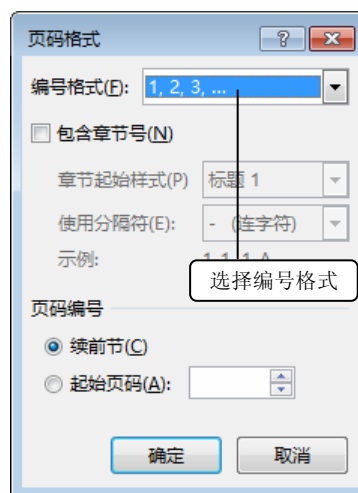 页码格式
编号格式(F): 1, 2, 3, ...
包含章节号(N)
章节起始样式(P) 标题 1
使用分隔符(E): - (连字符)
示例:
选择编号格式
页码编号
续前节(C)
起始页码(A):
确定 取消